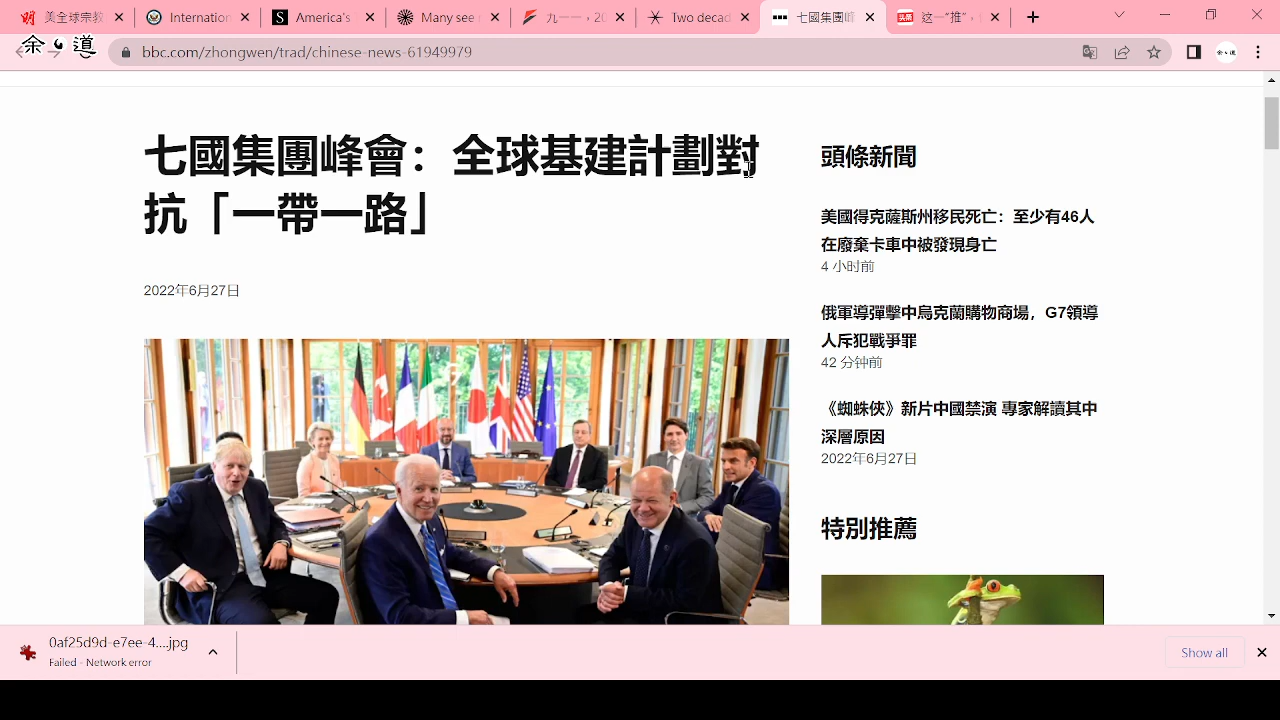 美全球宗教
Internation
America's
Many see
九一一，20
Two decad
七國集團峰
头条
这一“推”，
余道
bbc.com/zhongwen/trad/chinese-news-61949979
七國集團峰會：全球基建計劃對
抗「一帶一路」
2022年6月27日
頭條新聞
美國得克薩斯州移民死亡：至少有46人
在廢棄卡車中被發現身亡
4 小时前
俄軍導彈擊中烏克蘭購物商場，G7領導
人斥犯戰爭罪
42 分钟前
《蜘蛛俠》新片中國禁演 專家解讀其中
深層原因
2022年6月27日
特別推薦
0af25d9d-e7ee-4....jpg
Failed - Network error
Show all